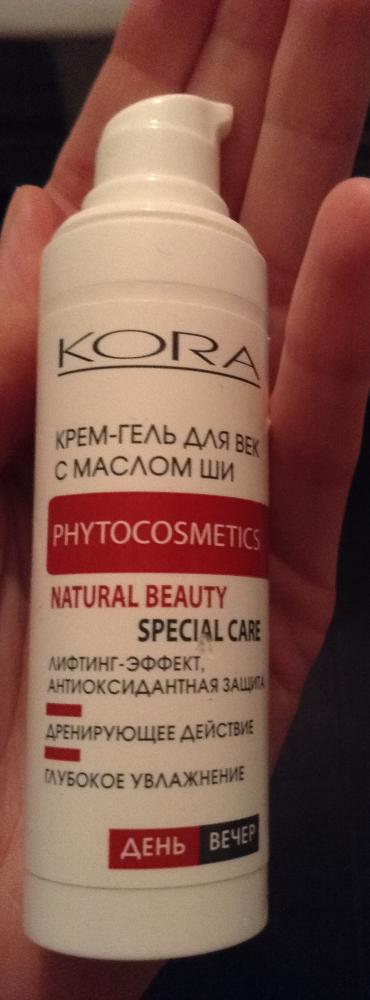 KORA
КРЕМ-ГЕЛЬ ДЛЯ ВЕК
С МАСЛОМ ШИ
PHYTOCOSMETICS
NATURAL BEAUTY
SPECIAL CARE
ЛИФТИНГ-ЭФФЕКТ,
АНТИОКСИДАНТНАЯ ЗАЩИТА
ДРЕНИРУЮЩЕЕ ДЕЙСТВИЕ
ГЛУБОКОЕ УВЛАЖНЕНИЕ
ДЕНЬ ВЕЧЕР